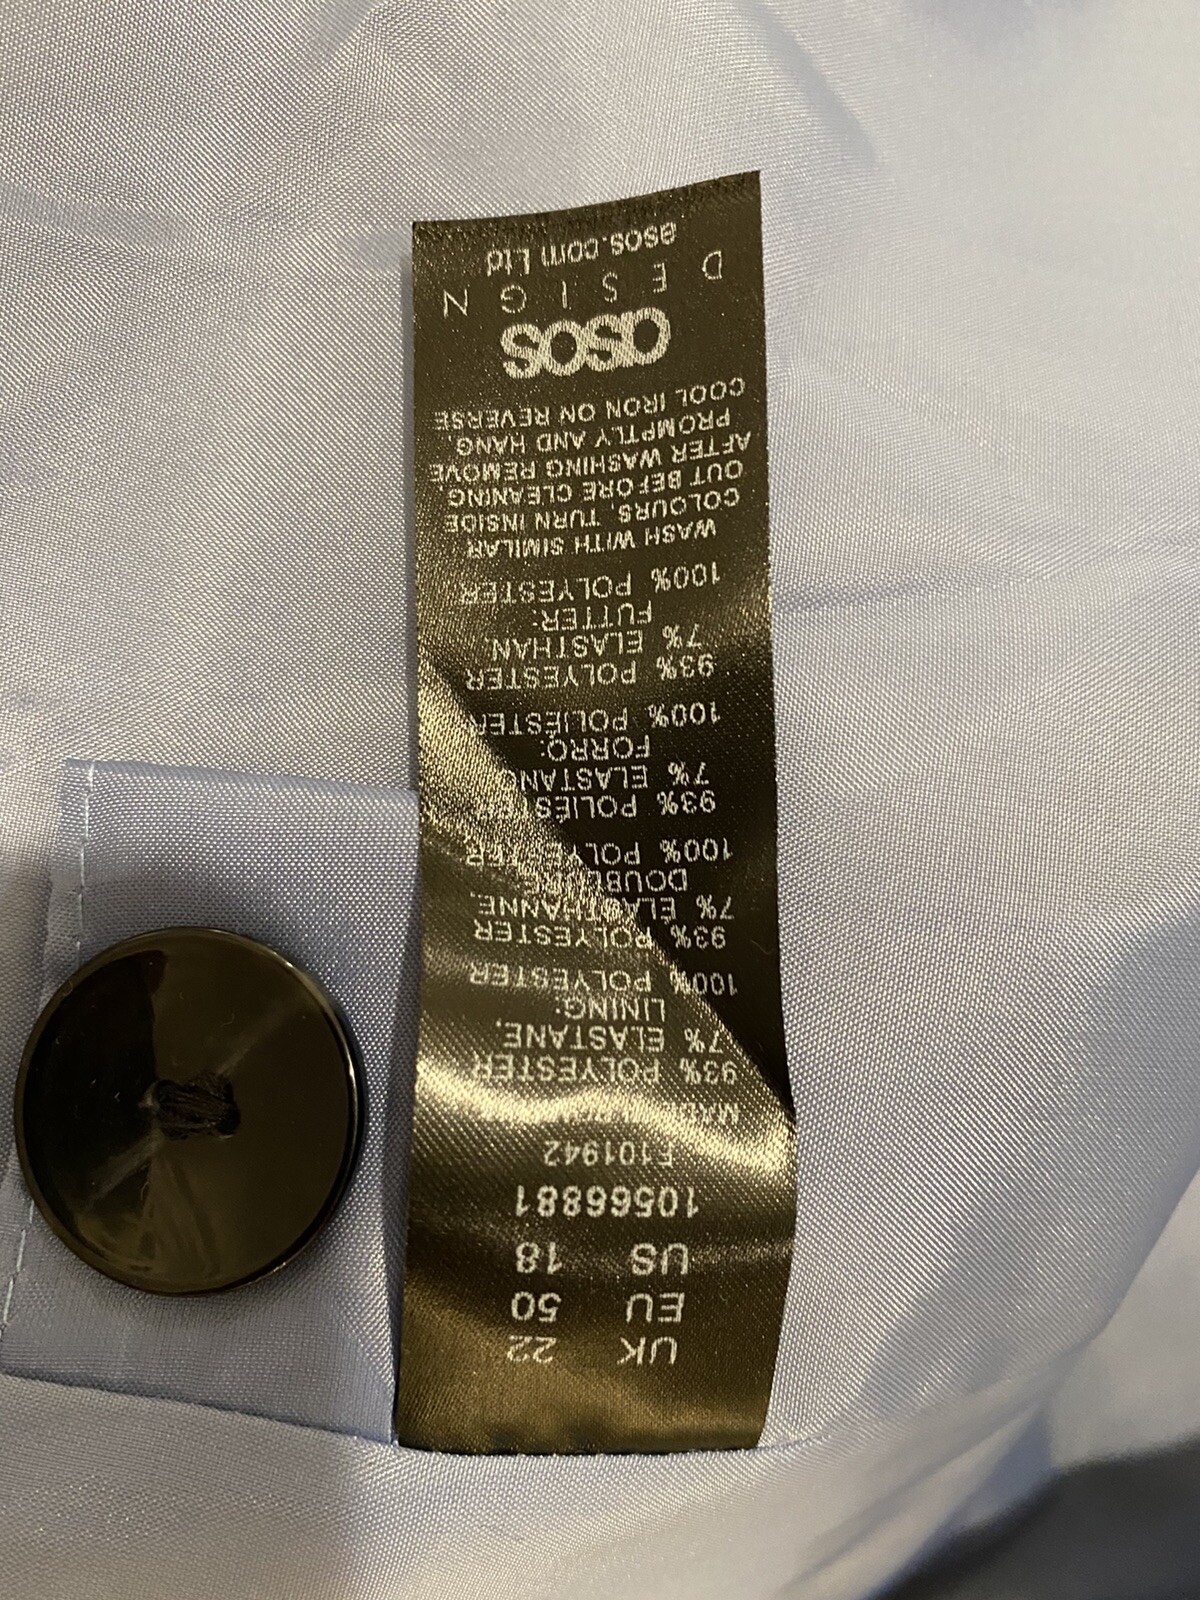 UK 22
EU 50
US 18
10566881
F101942
MADE
93% POLYESTER
7% ELASTANE,
LINING:
100% POLYESTER
93% POLYESTER
7% ÉLASTHANNE
DOUBLURE
100% POLYESTER
93% POLIÉSTER
7% ELASTANO
FORRO:
100% POLIÉSTER
93% POLYESTER
7% ELASTHAN,
FUTTER:
100% POLYESTER
WASH WITH SIMILAR
COLOURS, TURN INSIDE
OUT BEFORE CLEANING
AFTER WASHING REMOVE
PROMPTLY AND HANG,
COOL IRON ON REVERSE
asos
DESIGN
asos.com Ltd